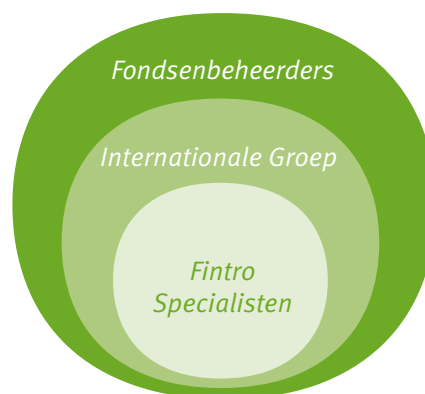 Fondsenbeheerders
Internationale Groep
Fintro
Specialisten